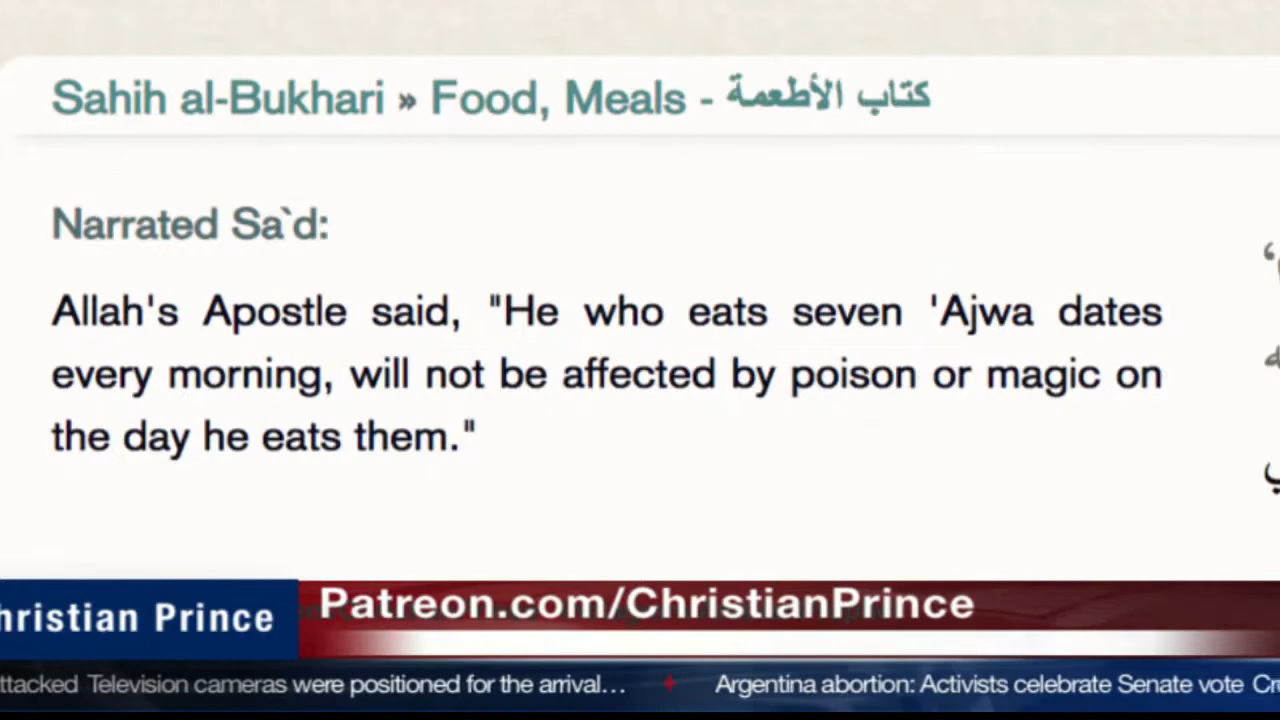 Sahih al-Bukhari » Food, Meals - كتاب الأطعمة
Narrated Sa`d:
Allah's Apostle said, "He who eats seven 'Ajwa dates
every morning, will not be affected by poison or magic on
the day he eats them."
hristian Prince
Patreon.com/ChristianPrince
ttacked Television cameras were positioned for the arrival... Argentina abortion: Activists celebrate Senate vote Cr